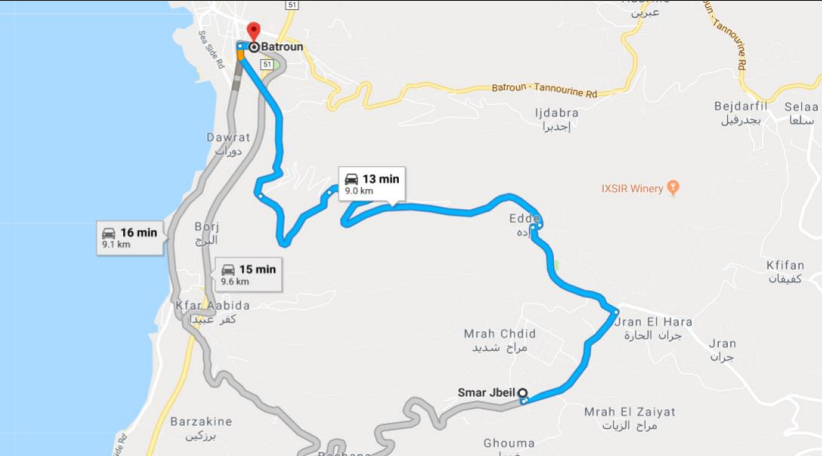 51
عبرين
Batroun
Sea Side Rd
51
Batroun - Tannourine Rd
Tannourine Rd
Ijdabra
إجدبرا
Bejdarfil
بجدرفيل
Selaa
سلعا
Dawrat
دورات
13 min
9.0 km
IXSIR Winery
16 min
9.1 km
Borj
البرج
Edde
إده
15 min
9.6 km
Kfifan
كفيفان
Kfar Aabida
كفر عبيدا
Jran El Hara
جران الحارة
Mrah Chdid
مراح شديد
Jran
جران
Smar Jbeil
Mrah El Zaiyat
مراح الزيات
Barzakine
برزكين
Ghouma